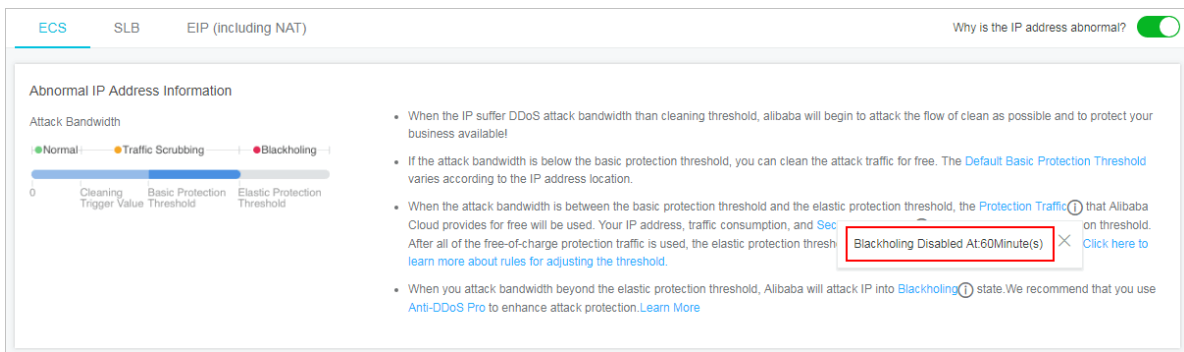 ECS SLB EIP (including NAT) Why is the IP address abnormal?
Abnormal IP Address Information
Attack Bandwidth
Normal Traffic Scrubbing Blackholing
0 Cleaning Basic Protection Elastic Protection
Trigger Value Threshold Threshold
When the IP suffer DDoS attack bandwidth than cleaning threshold, alibaba will begin to attack the flow of clean as possible and to protect your
business available!
If the attack bandwidth is below the basic protection threshold, you can clean the attack traffic for free. The Default Basic Protection Threshold
varies according to the IP address location.
When the attack bandwidth is between the basic protection threshold and the elastic protection threshold, the Protection Traffic that Alibaba
Cloud provides for free will be used. Your IP address, traffic consumption, and Sec on threshold.
After all of the free-of-charge protection traffic is used, the elastic protection thresh Click here to
Blackholing Disabled At:60Minute(s)
learn more about rules for adjusting the threshold.
When you attack bandwidth beyond the elastic protection threshold, Alibaba will attack IP into Blackholing state.We recommend that you use
Anti-DDoS Pro to enhance attack protection.Learn More